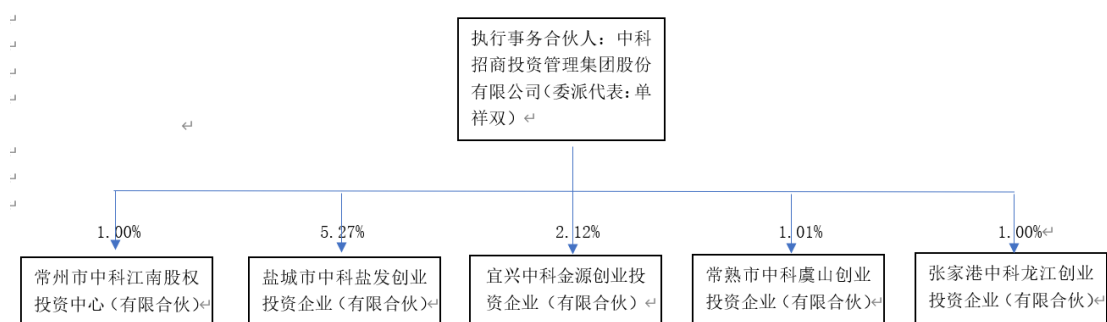 执行事务合伙人：中科
招商投资管理集团股份
有限公司（委派代表：单
祥双）
1.00%
5.27%
2.12%
1.01%
1.00%
常州市中科江南股权
投资中心（有限合伙）
盐城市中科盐发创业
投资企业（有限合伙）
宜兴中科金源创业投
资企业（有限合伙）
常熟市中科虞山创业
投资企业（有限合伙）
张家港中科龙江创业
投资企业（有限合伙）